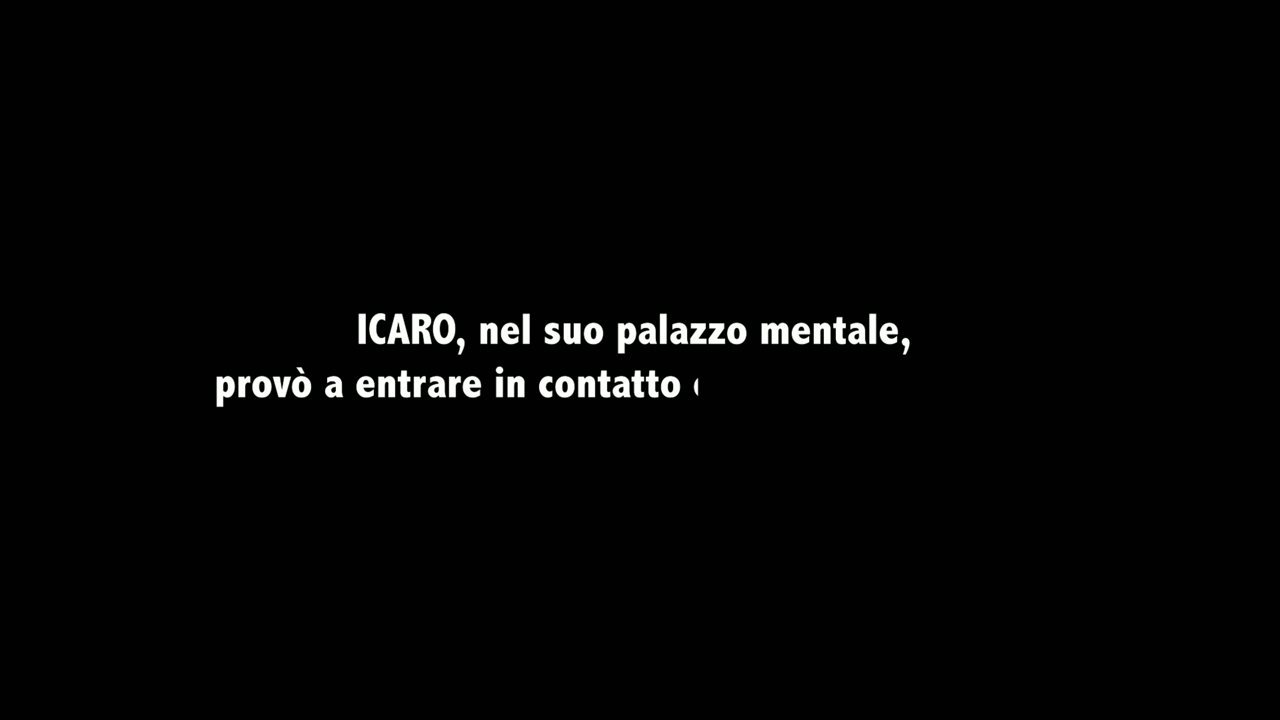 ICARO, nel suo palazzo mentale,
provò a entrare in contatto